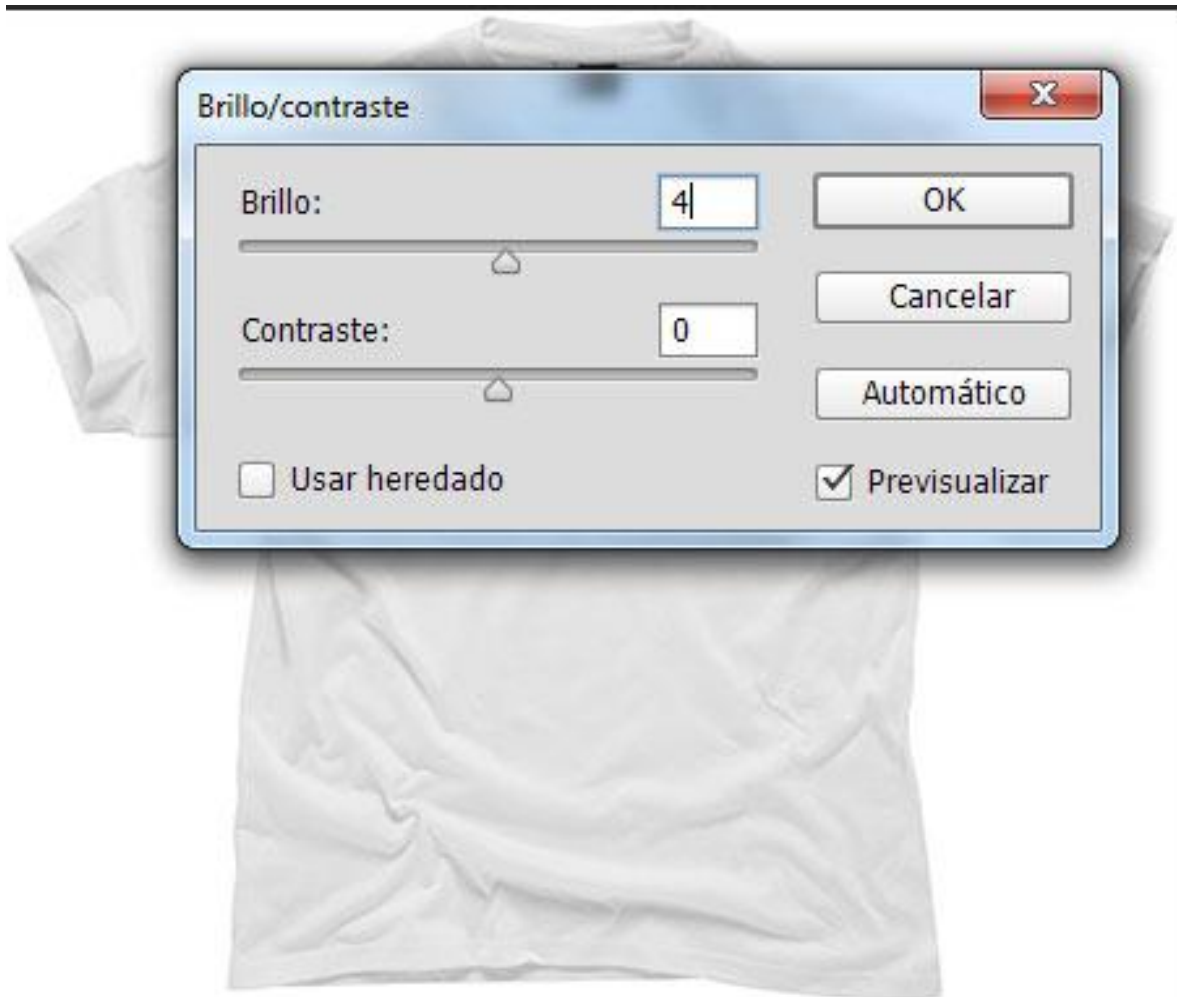 Brillo/contraste
Brillo:
4
OK
Cancelar
Contraste:
0
Automático
Usar heredado
Previsualizar